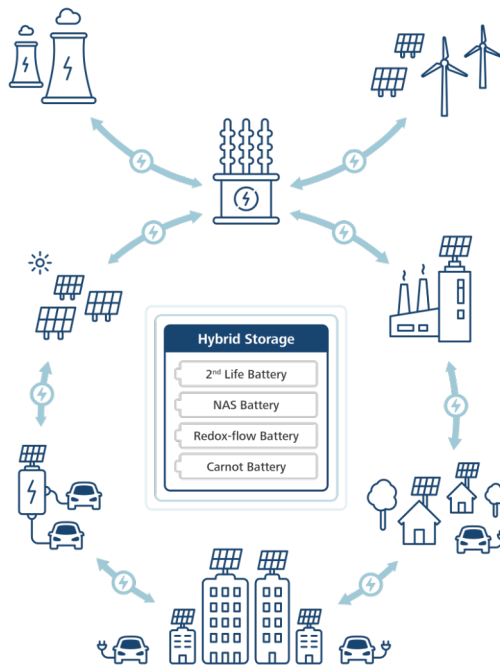 Hybrid Storage
2nd Life Battery
NAS Battery
Redox-flow Battery
Carnot Battery